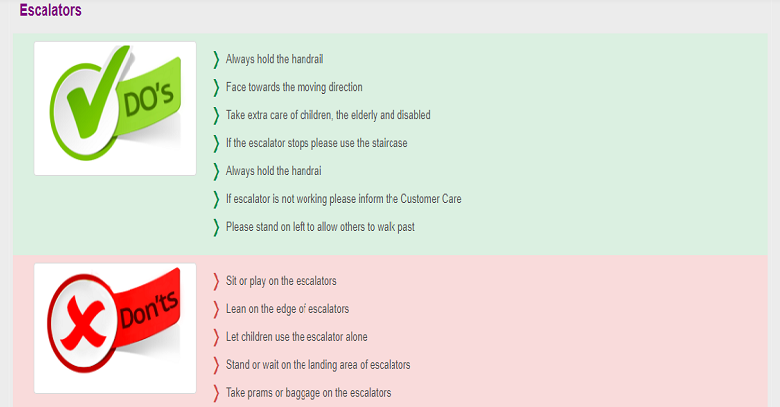 Escalators
DO's
Always hold the handrail
Face towards the moving direction
Take extra care of children, the elderly and disabled
If the escalator stops please use the staircase
Always hold the handrai
If escalator is not working please inform the Customer Care
Please stand on left to allow others to walk past
Don'ts
Sit or play on the escalators
Lean on the edge of escalators
Let children use the escalator alone
Stand or wait on the landing area of escalators
Take prams or baggage on the escalators